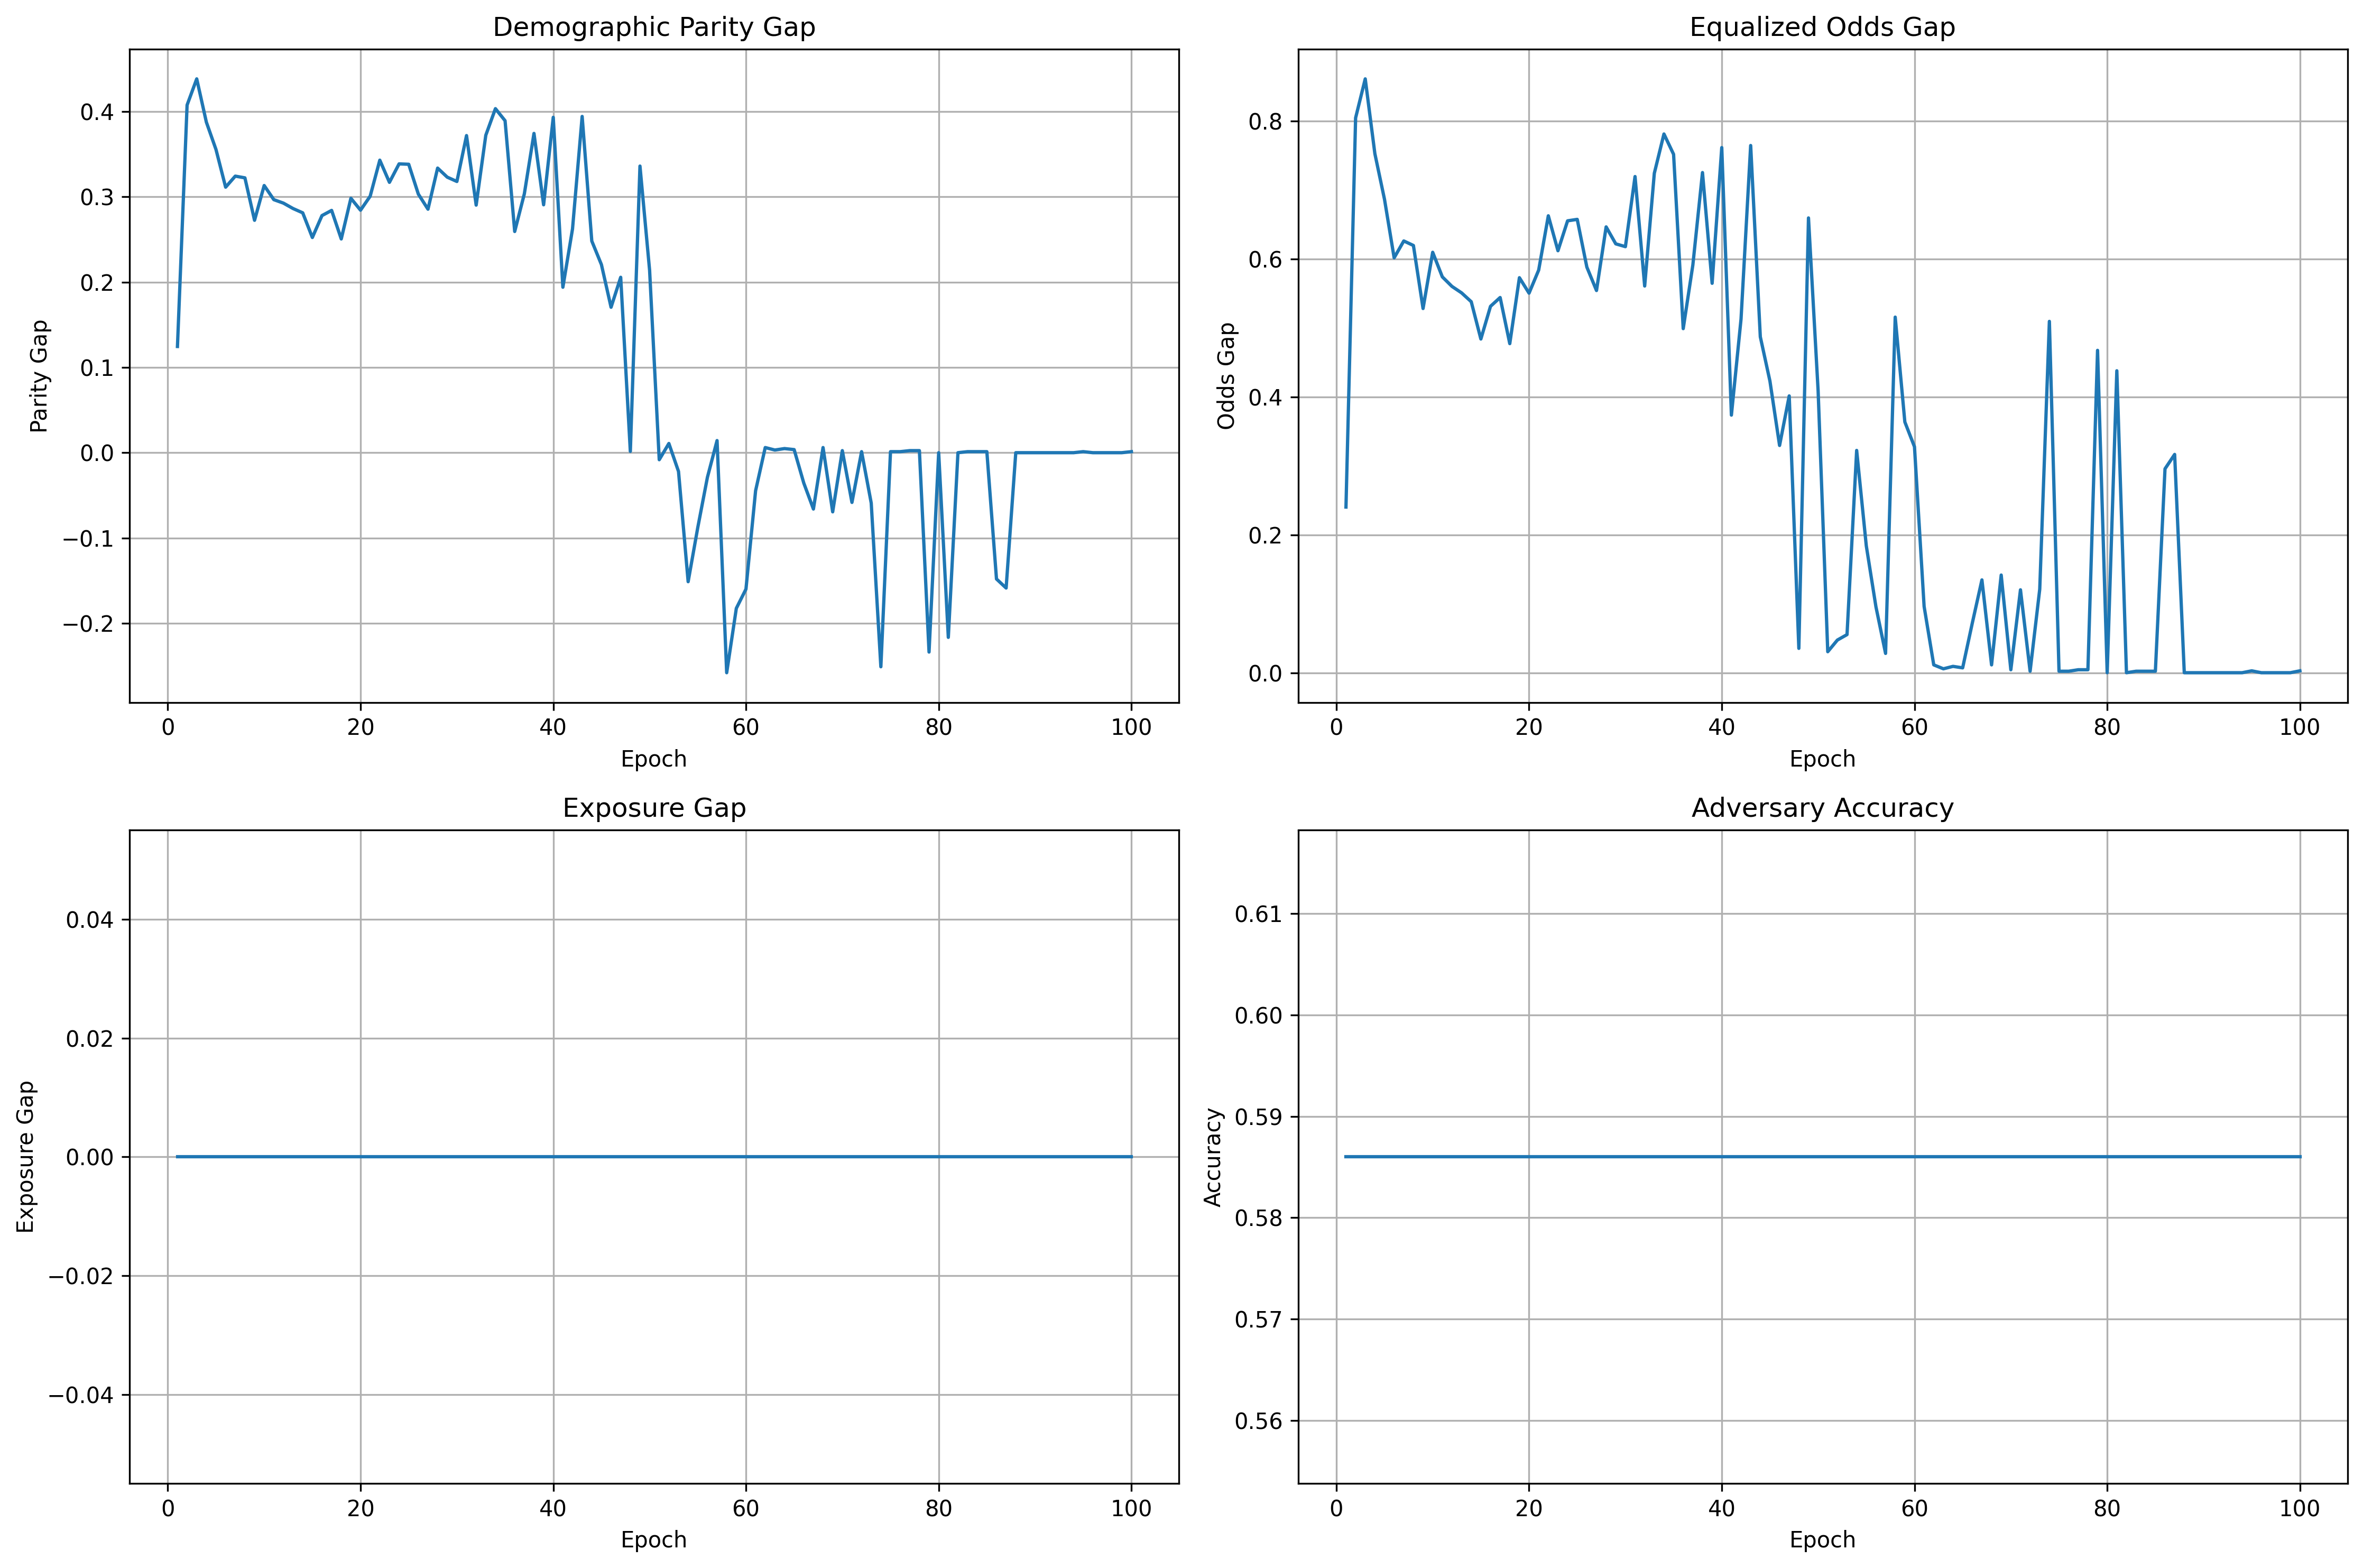 Demographic Parity Gap
Parity Gap
0.4
0.3
0.2
0.1
0.0
−0.1
−0.2
0 20 40 60 80 100
Epoch
Equalized Odds Gap
Odds Gap
0.8
0.6
0.4
0.2
0.0
0 20 40 60 80 100
Epoch
Exposure Gap
Exposure Gap
0.04
0.02
0.00
−0.02
−0.04
0 20 40 60 80 100
Epoch
Adversary Accuracy
Accuracy
0.61
0.60
0.59
0.58
0.57
0.56
0 20 40 60 80 100
Epoch